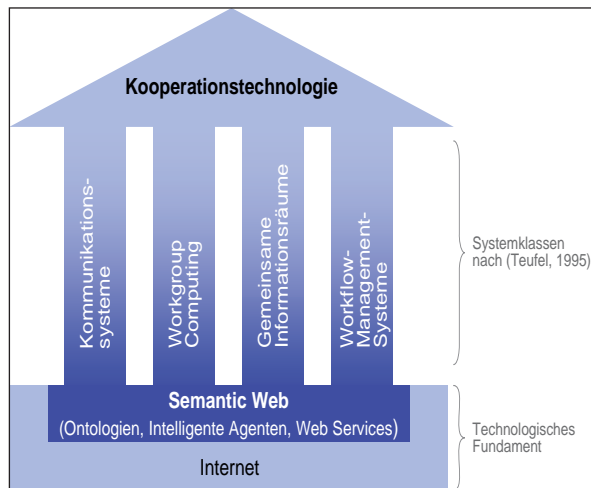 Kooperationstechnologie
Kommunikations-
systeme
Workgroup
Computing
Gemeinsame
Informationsräume
Workflow-
Management-
Systeme
Systemklassen
nach (Teufel, 1995)
Semantic Web
(Ontologien, Intelligente Agenten, Web Services)
Internet
Technologisches
Fundament